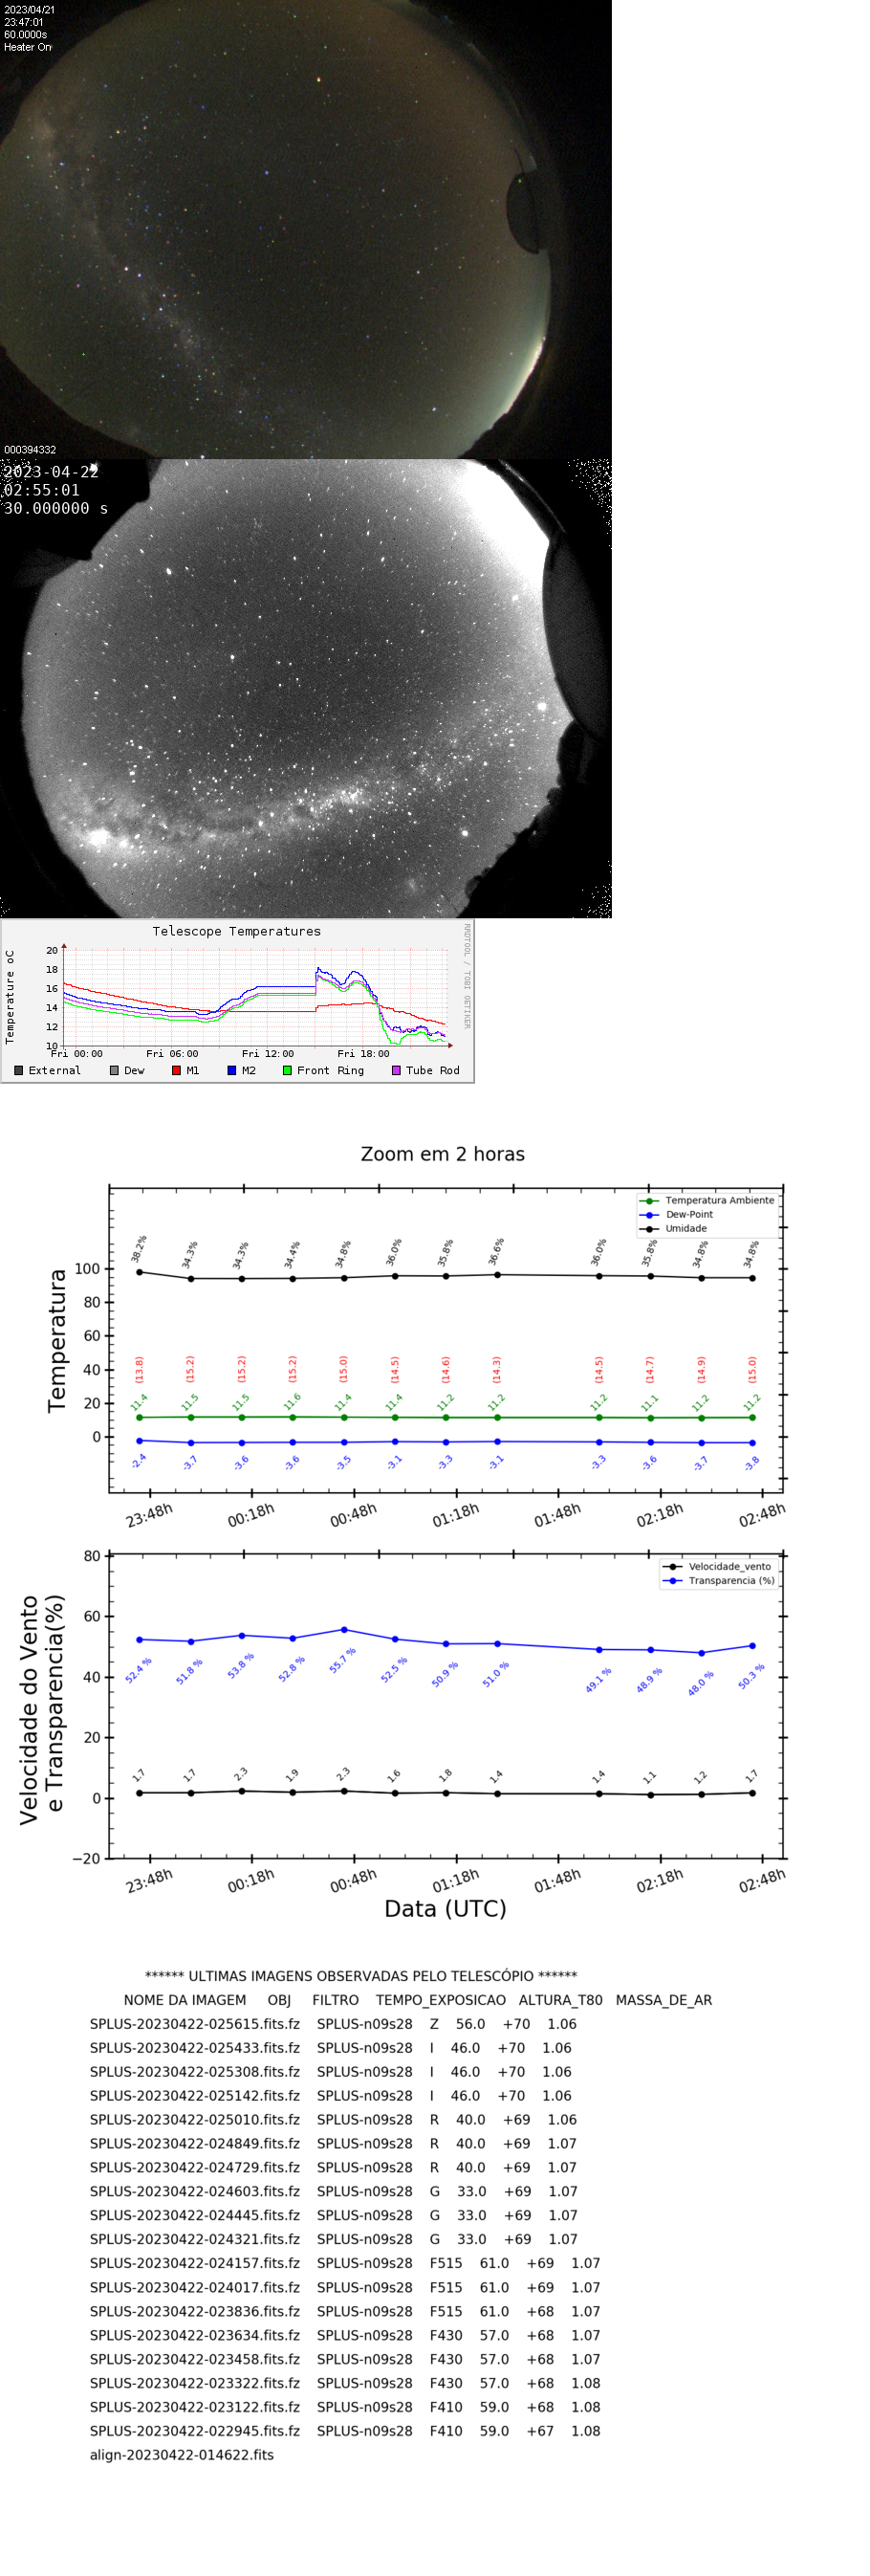 2023/04/21
23:47:01
60.0000s
Heater On
000394332
2023-04-22
02:55:01
30.000000 s
Telescope Temperatures
RRDTOOL / TOBI OETIKER
Temperature oC
20
18
16
14
12
10
Fri 00:00 Fri 06:00 Fri 12:00 Fri 18:00
External Dew M1 M2 Front Ring Tube Rod
Zoom em 2 horas
Temperatura Ambiente
Dew-Point
Umidade
38.2% 34.3% 34.3% 34.4% 34.8% 36.0% 35.8% 36.6% 36.0% 35.8% 34.8% 34.8%
Temperatura
100
80
60
40
20
0
(13.8) (15.2) (15.2) (15.2) (15.0) (14.5) (14.6) (14.3) (14.5) (14.7) (14.9) (15.0)
11.4 11.5 11.5 11.6 11.4 11.4 11.2 11.2 11.2 11.1 11.2 11.2
-2.4 -3.7 -3.6 -3.6 -3.5 -3.1 -3.3 -3.1 -3.3 -3.6 -3.7 -3.8
23:48h 00:18h 00:48h 01:18h 01:48h 02:18h 02:48h
Velocidade_vento
Transparencia (%)
Velocidade do Vento
e Transparencia(%)
80
60
40
20
0
−20
52.4 % 51.8 % 53.8 % 52.8 % 55.7 % 52.5 % 50.9 % 51.0 % 49.1 % 48.9 % 48.0 % 50.3 %
1.7 1.7 2.3 1.9 2.3 1.6 1.8 1.4 1.4 1.1 1.2 1.7
23:48h 00:18h 00:48h 01:18h 01:48h 02:18h 02:48h
Data (UTC)
****** ULTIMAS IMAGENS OBSERVADAS PELO TELESCÓPIO ******
NOME DA IMAGEM OBJ FILTRO TEMPO_EXPOSICAO ALTURA_T80 MASSA_DE_AR
SPLUS-20230422-025615.fits.fz SPLUS-n09s28 Z 56.0 +70 1.06
SPLUS-20230422-025433.fits.fz SPLUS-n09s28 I 46.0 +70 1.06
SPLUS-20230422-025308.fits.fz SPLUS-n09s28 I 46.0 +70 1.06
SPLUS-20230422-025142.fits.fz SPLUS-n09s28 I 46.0 +70 1.06
SPLUS-20230422-025010.fits.fz SPLUS-n09s28 R 40.0 +69 1.06
SPLUS-20230422-024849.fits.fz SPLUS-n09s28 R 40.0 +69 1.07
SPLUS-20230422-024729.fits.fz SPLUS-n09s28 R 40.0 +69 1.07
SPLUS-20230422-024603.fits.fz SPLUS-n09s28 G 33.0 +69 1.07
SPLUS-20230422-024445.fits.fz SPLUS-n09s28 G 33.0 +69 1.07
SPLUS-20230422-024321.fits.fz SPLUS-n09s28 G 33.0 +69 1.07
SPLUS-20230422-024157.fits.fz SPLUS-n09s28 F515 61.0 +69 1.07
SPLUS-20230422-024017.fits.fz SPLUS-n09s28 F515 61.0 +69 1.07
SPLUS-20230422-023836.fits.fz SPLUS-n09s28 F515 61.0 +68 1.07
SPLUS-20230422-023634.fits.fz SPLUS-n09s28 F430 57.0 +68 1.07
SPLUS-20230422-023458.fits.fz SPLUS-n09s28 F430 57.0 +68 1.07
SPLUS-20230422-023322.fits.fz SPLUS-n09s28 F430 57.0 +68 1.08
SPLUS-20230422-023122.fits.fz SPLUS-n09s28 F410 59.0 +68 1.08
SPLUS-20230422-022945.fits.fz SPLUS-n09s28 F410 59.0 +67 1.08
align-20230422-014622.fits